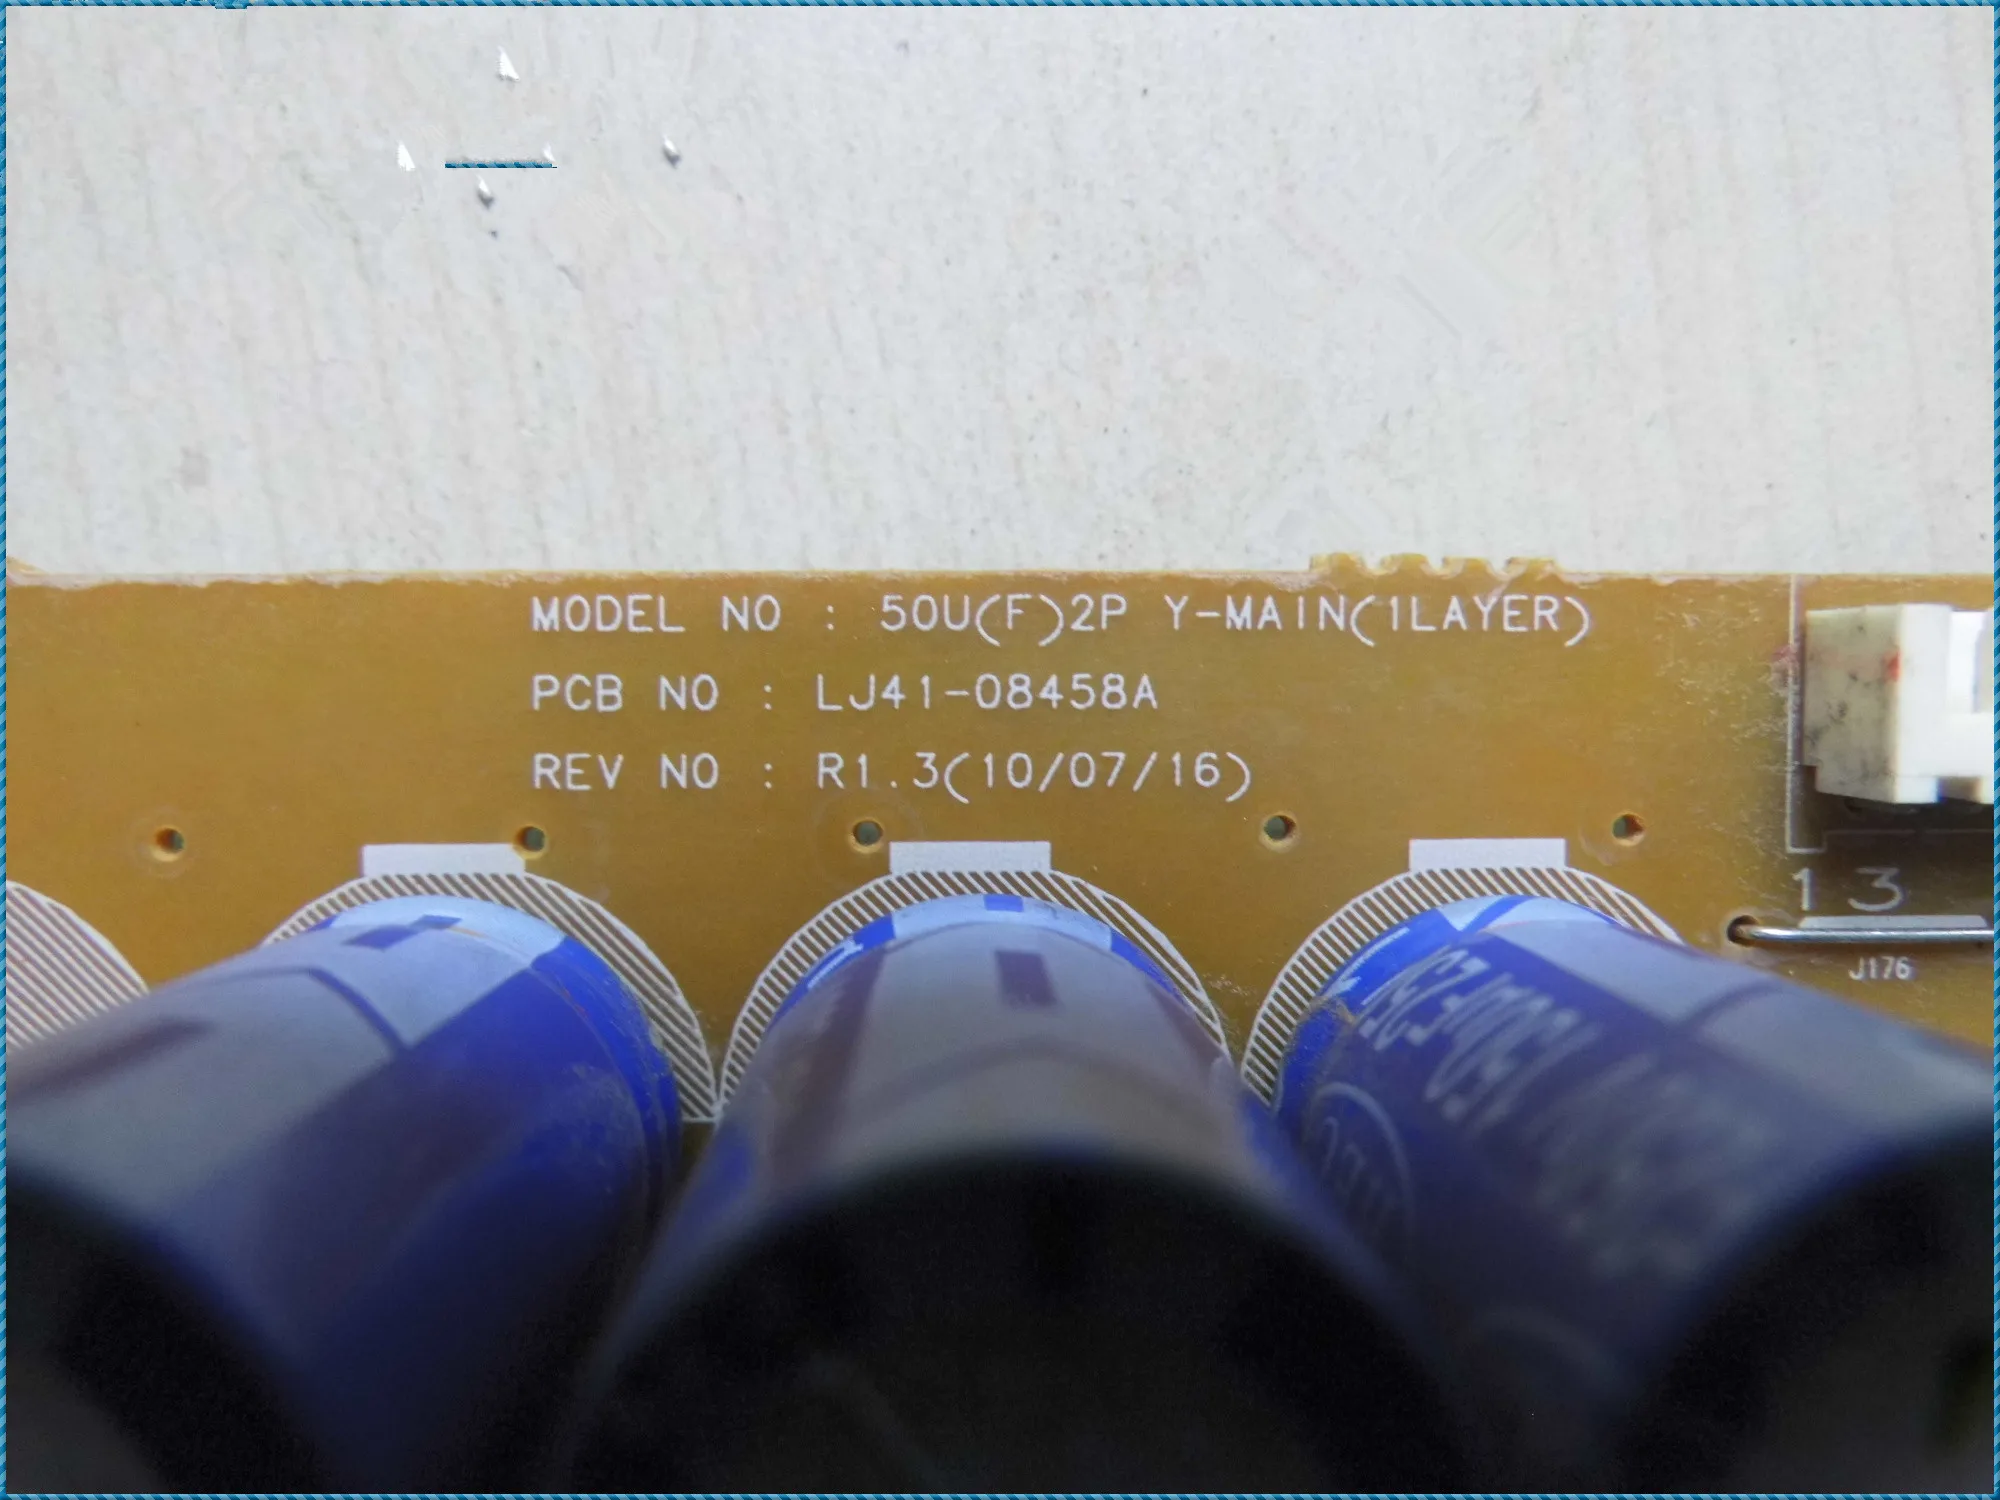 MODEL NO : 50U(F)2P Y-MAIN(1LAYER)
PCB NO : LJ41-08458A
REV NO : R1.3(10/07/16)
13
J176